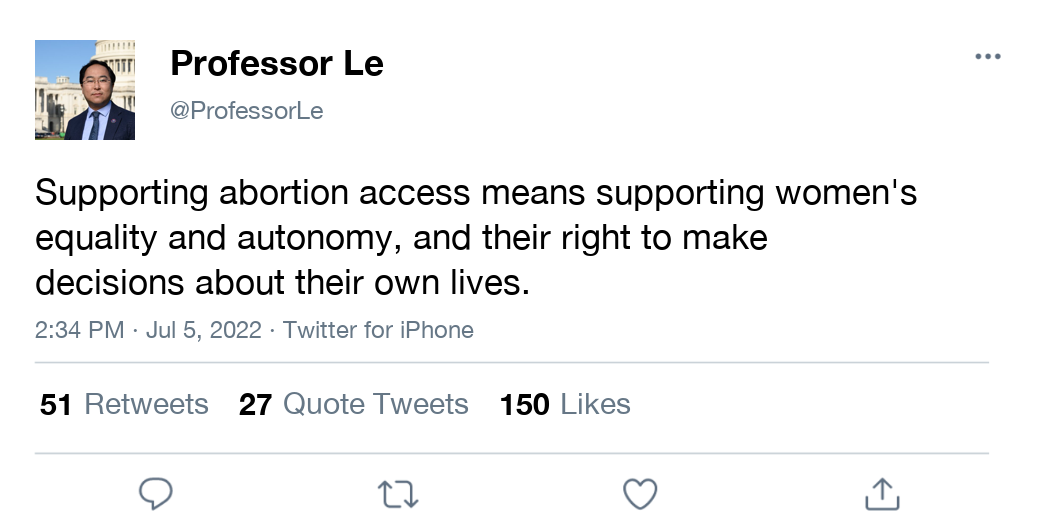 Professor Le
@ProfessorLe
Supporting abortion access means supporting women's
equality and autonomy, and their right to make
decisions about their own lives.
2:34 PM · Jul 5, 2022 · Twitter for iPhone
51 Retweets 27 Quote Tweets 150 Likes